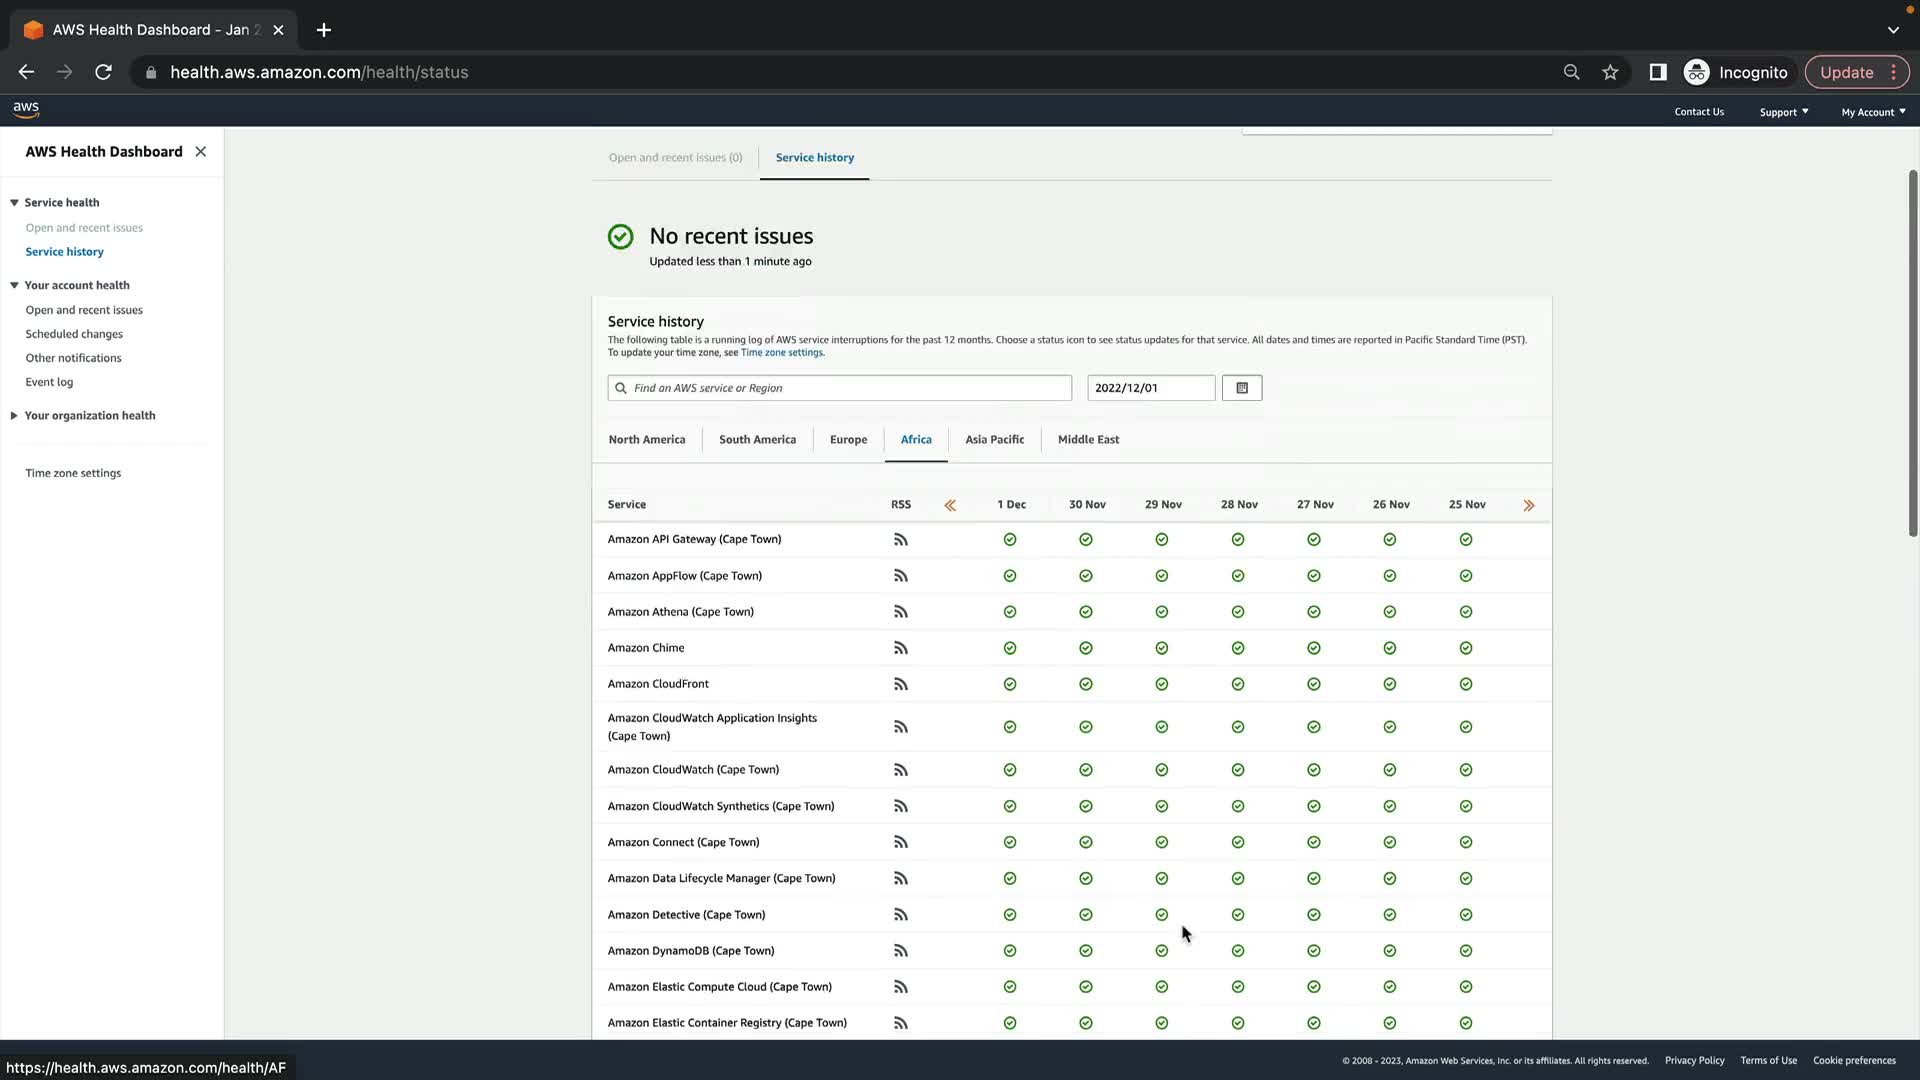 AWS Health Dashboard - Jan 2
health.aws.amazon.com/health/status
Incognito
Update
aws
Contact Us
Support
My Account
AWS Health Dashboard
Service health
Open and recent issues
Service history
Your account health
Open and recent issues
Scheduled changes
Other notifications
Event log
Your organization health
Time zone settings
Open and recent issues (0)
Service history
No recent issues
Updated less than 1 minute ago
Service history
The following table is a running log of AWS service interruptions for the past 12 months. Choose a status icon to see status updates for that service. All dates and times are reported in Pacific Standard Time (PST).
To update your time zone, see Time zone settings.
Find an AWS service or Region
2022/12/01
North America
South America
Europe
Africa
Asia Pacific
Middle East
Service RSS 1 Dec 30 Nov 29 Nov 28 Nov 27 Nov 26 Nov 25 Nov
Amazon API Gateway (Cape Town)
Amazon AppFlow (Cape Town)
Amazon Athena (Cape Town)
Amazon Chime
Amazon CloudFront
Amazon CloudWatch Application Insights
(Cape Town)
Amazon CloudWatch (Cape Town)
Amazon CloudWatch Synthetics (Cape Town)
Amazon Connect (Cape Town)
Amazon Data Lifecycle Manager (Cape Town)
Amazon Detective (Cape Town)
Amazon DynamoDB (Cape Town)
Amazon Elastic Compute Cloud (Cape Town)
Amazon Elastic Container Registry (Cape Town)
https://health.aws.amazon.com/health/AF
© 2008 - 2023, Amazon Web Services, Inc. or its affiliates. All rights reserved.
Privacy Policy
Terms of Use
Cookie preferences